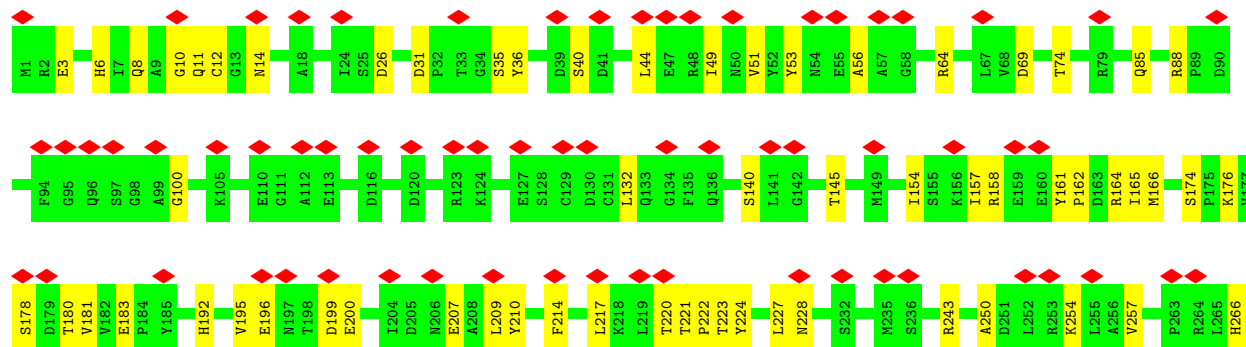 M1 R2 E3 H6 I7 Q8 A9 G10 Q11 C12 G13 N14 A18 I24 S25 D26 D31 P32 T33 G34 S35 Y36 D39 S40 D41 L44 E47 R48 I49 N50 V51 Y52 Y53 N54 E55 A56 A57 G58 R64 L67 V68 D69 T74 R79 Q85 R88 P89 D90
F94 G95 Q96 S97 G98 A99 G100 K105 E110 G111 A112 E113 D116 D120 R123 K124 E127 S128 C129 D130 C131 L132 Q133 G134 F135 Q136 S140 L141 G142 T145 M149 I154 S155 K156 I157 R158 E159 E160 Y161 P162 D163 R164 I165 M166 S174 P175 K176 V177
S178 D179 T180 V181 V182 E183 P184 Y185 H192 V195 E196 N197 T198 D199 E200 I204 D205 N206 E207 A208 L209 Y210 F214 L217 K218 L219 T220 T221 P222 T223 Y224 L227 N228 S232 M235 S236 R243 A250 D251 L252 R253 K254 L255 A256 V257 P263 R264 L265 H266